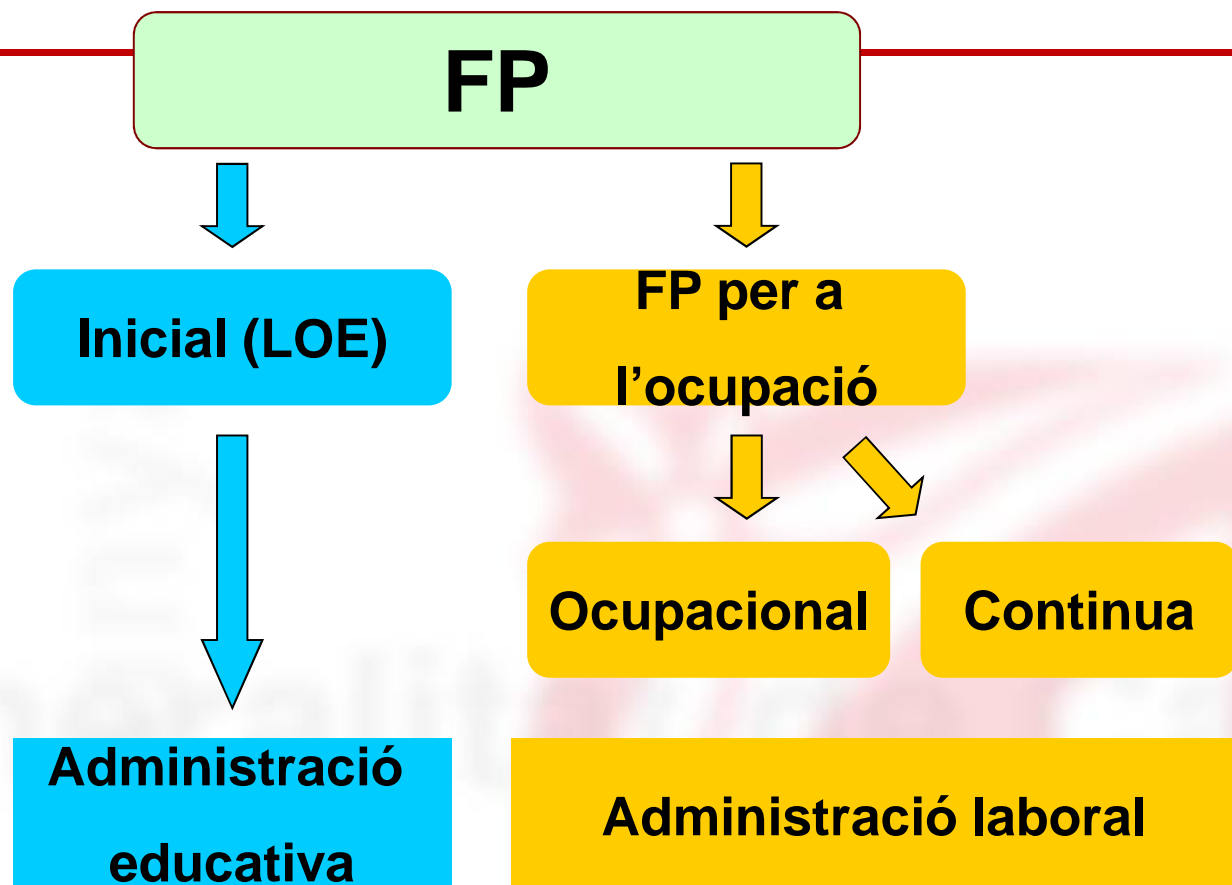 FP
Inicial (LOE)
FP per a
l’ocupació
Ocupacional
Continua
Administració
educativa
Administració laboral